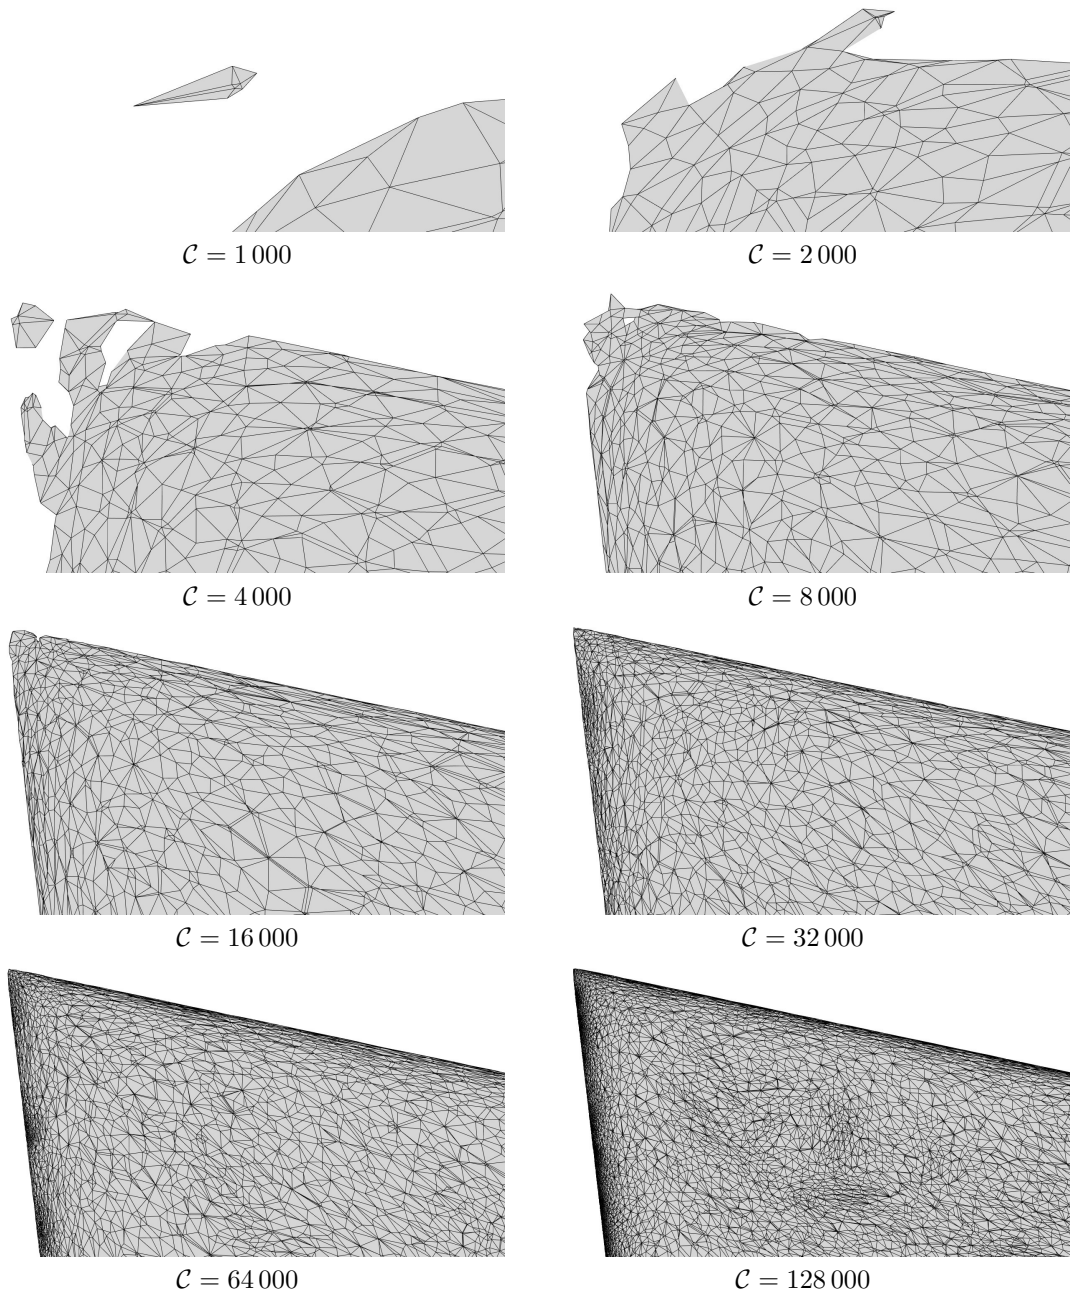 𝒞 = 1 000
𝒞 = 2 000
𝒞 = 4 000
𝒞 = 8 000
𝒞 = 16 000
𝒞 = 32 000
𝒞 = 64 000
𝒞 = 128 000